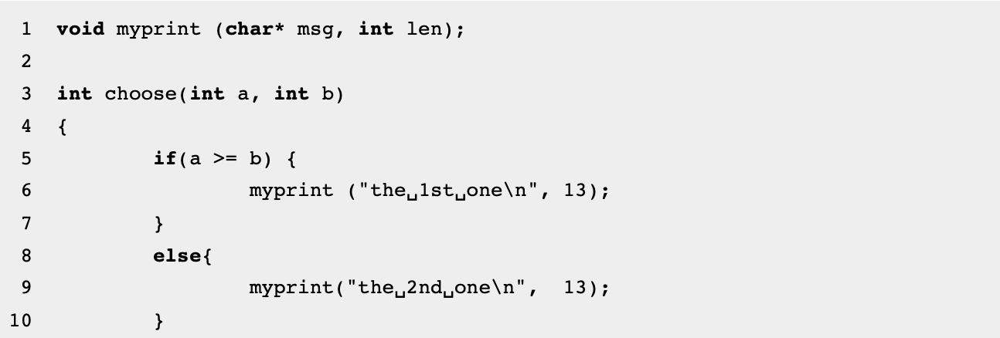 1 void myprint (char* msg, int len);
2
3 int choose(int a, int b)
4 {
5 if(a >= b) {
6 myprint ("the␣1st␣one\n", 13);
7 }
8 else{
9 myprint("the␣2nd␣one\n", 13);
10 }